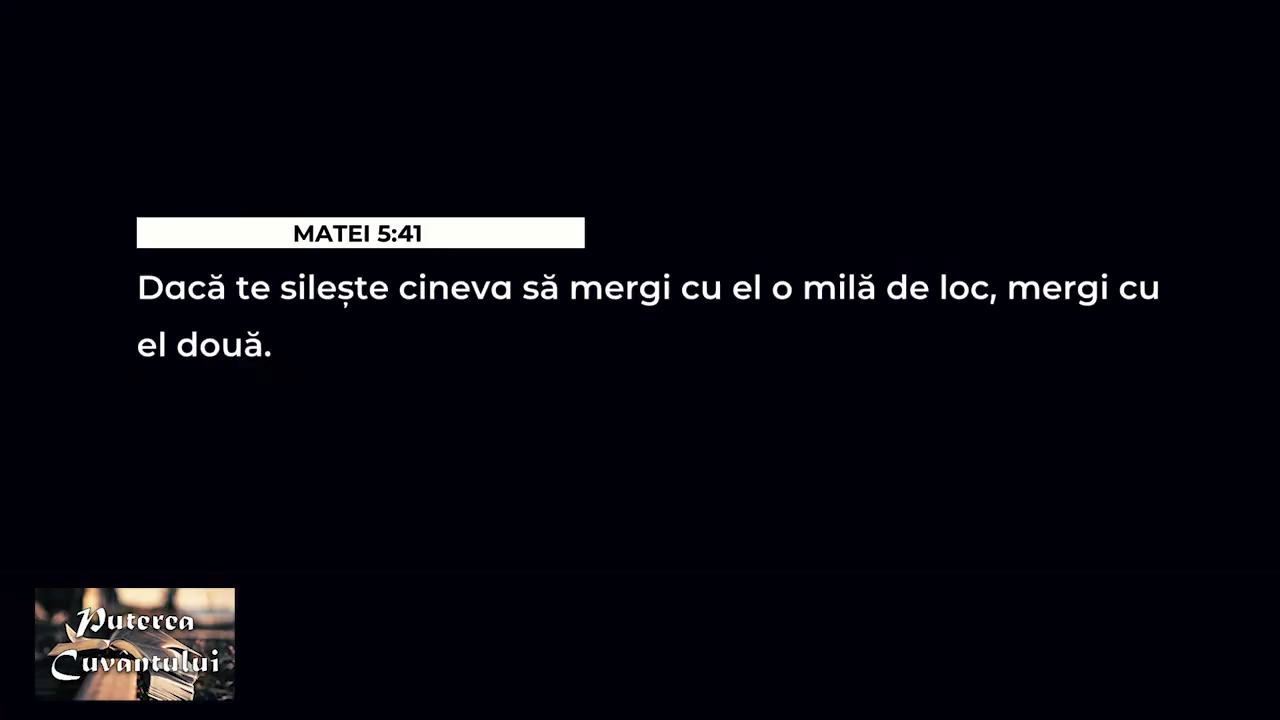 MATEI 5:41
Dacă te silește cineva să mergi cu el o milă de loc, mergi cu
el două.
Puterea
Cuvântului